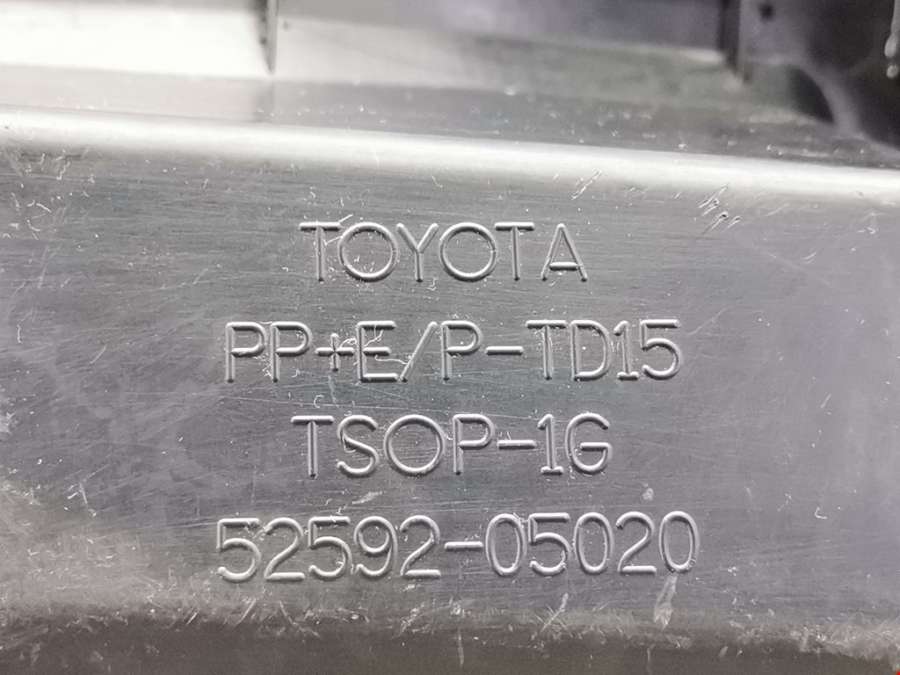 TOYOTA
PP+E/P-TD15
TSOP-1G
52592-05020